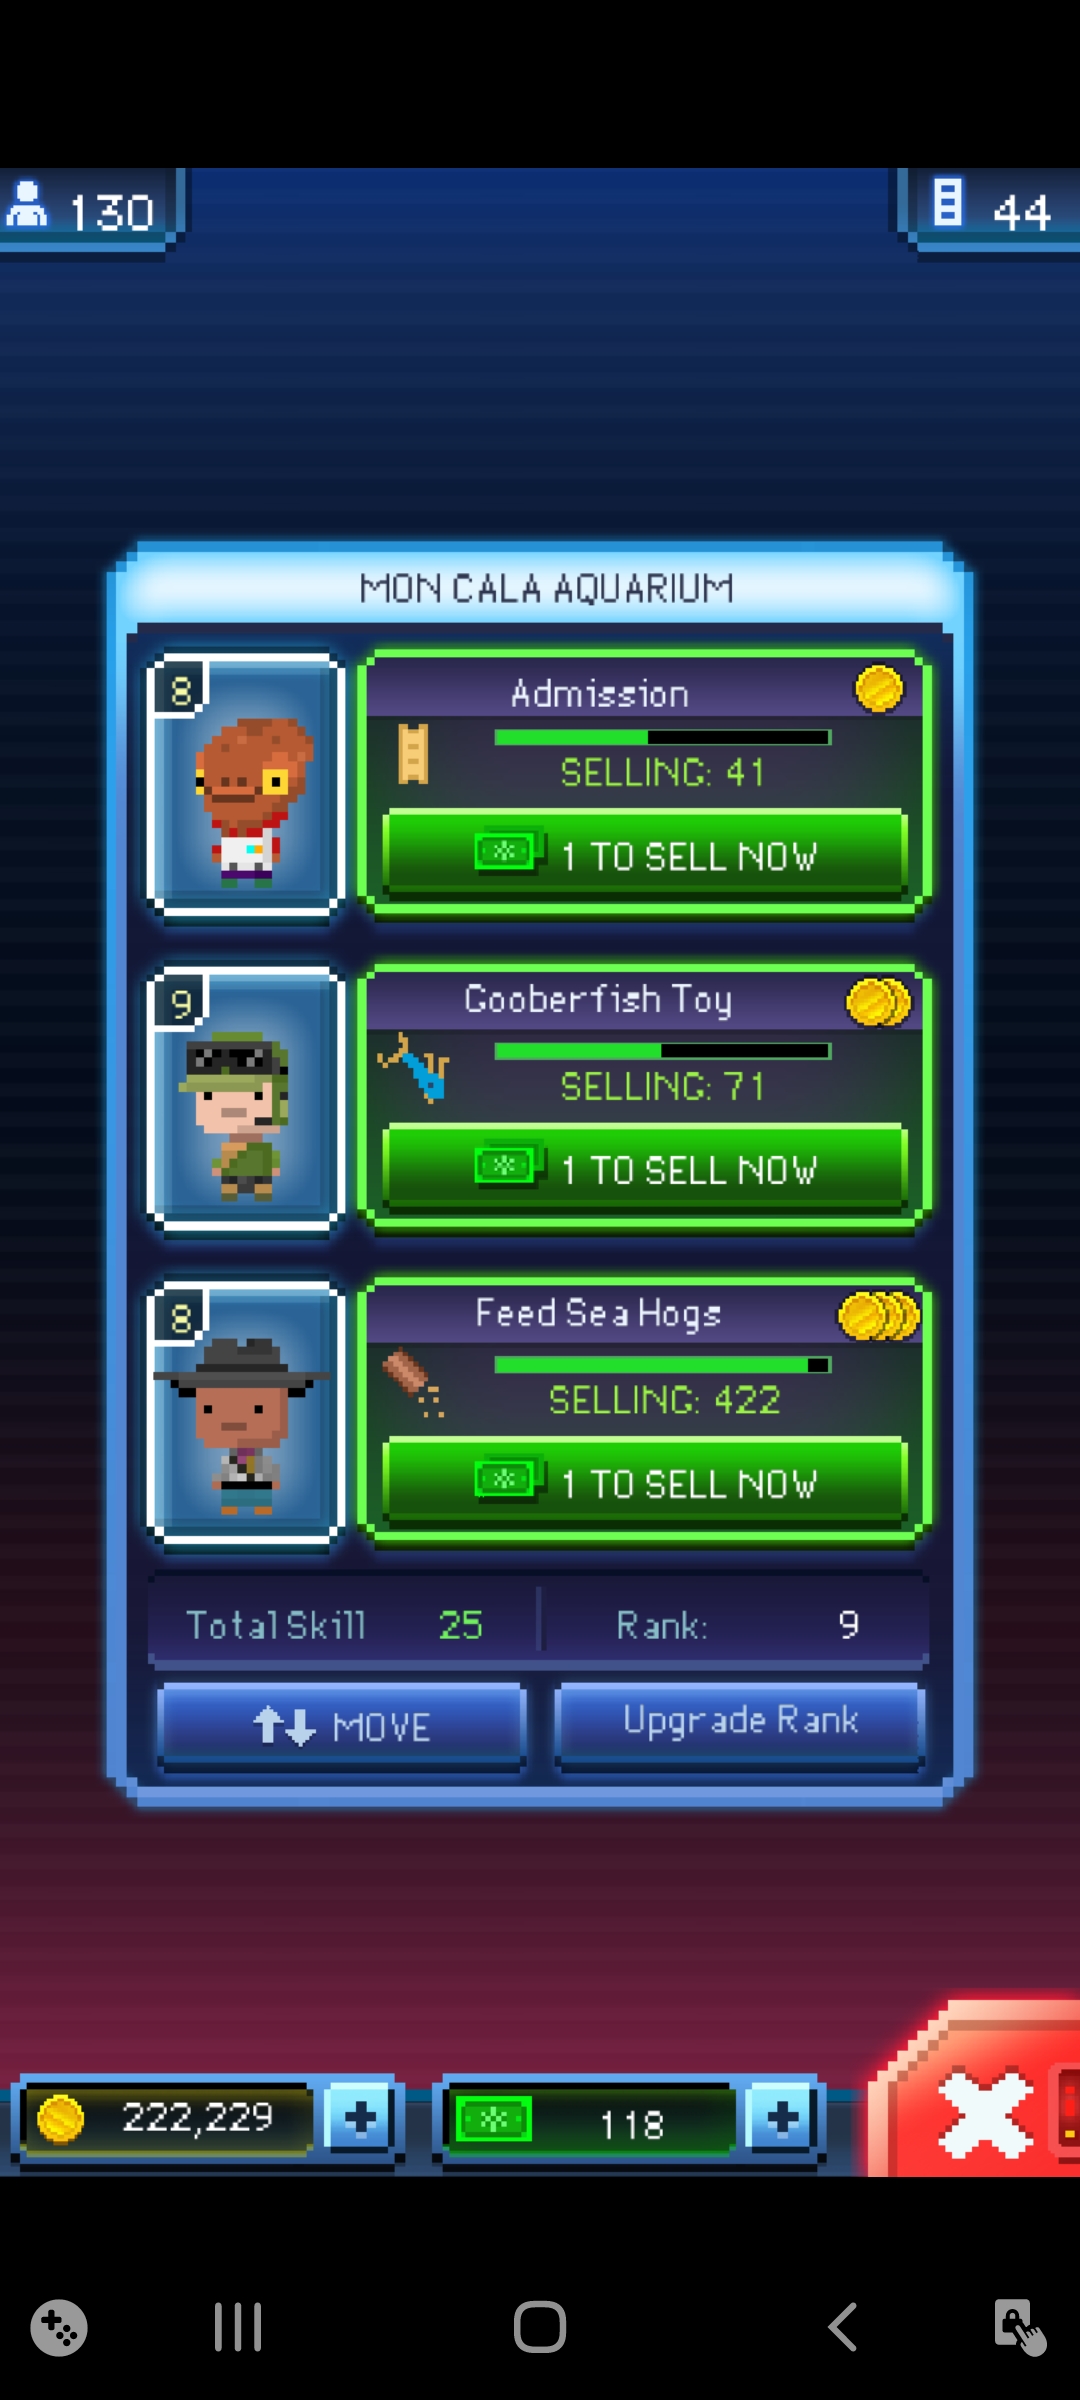 130
44
MON CALA AQUARIUM
8
Admission
SELLING: 41
1 TO SELL NOW
9
Gooberfish Toy
SELLING: 71
1 TO SELL NOW
8
Feed Sea Hogs
SELLING: 422
1 TO SELL NOW
Total Skill 25 Rank: 9
MOVE Upgrade Rank
222,229 118